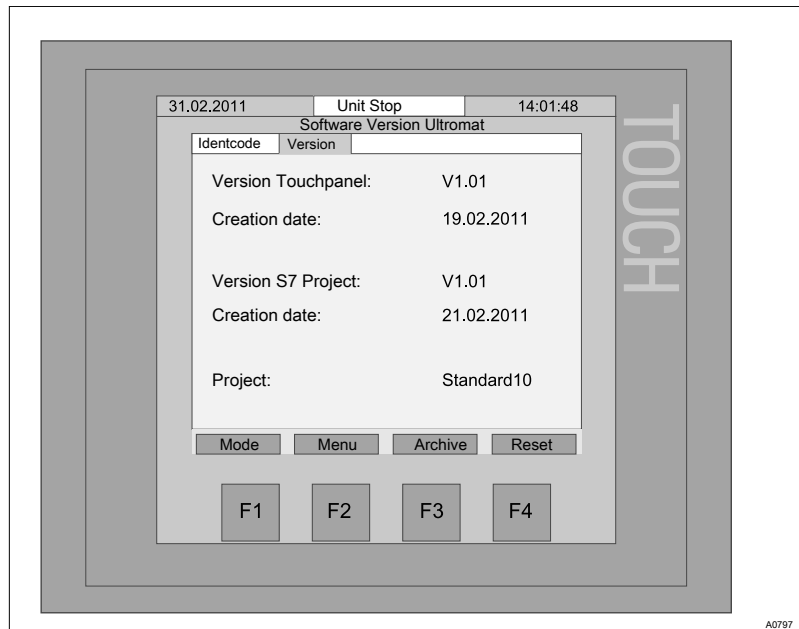 31.02.2011 Unit Stop 14:01:48
Software Version Ultromat
Identcode Version
Version Touchpanel: V1.01
Creation date: 19.02.2011
Version S7 Project: V1.01
Creation date: 21.02.2011
Project: Standard10
Mode Menu Archive Reset
F1 F2 F3 F4
TOUCH
A0797